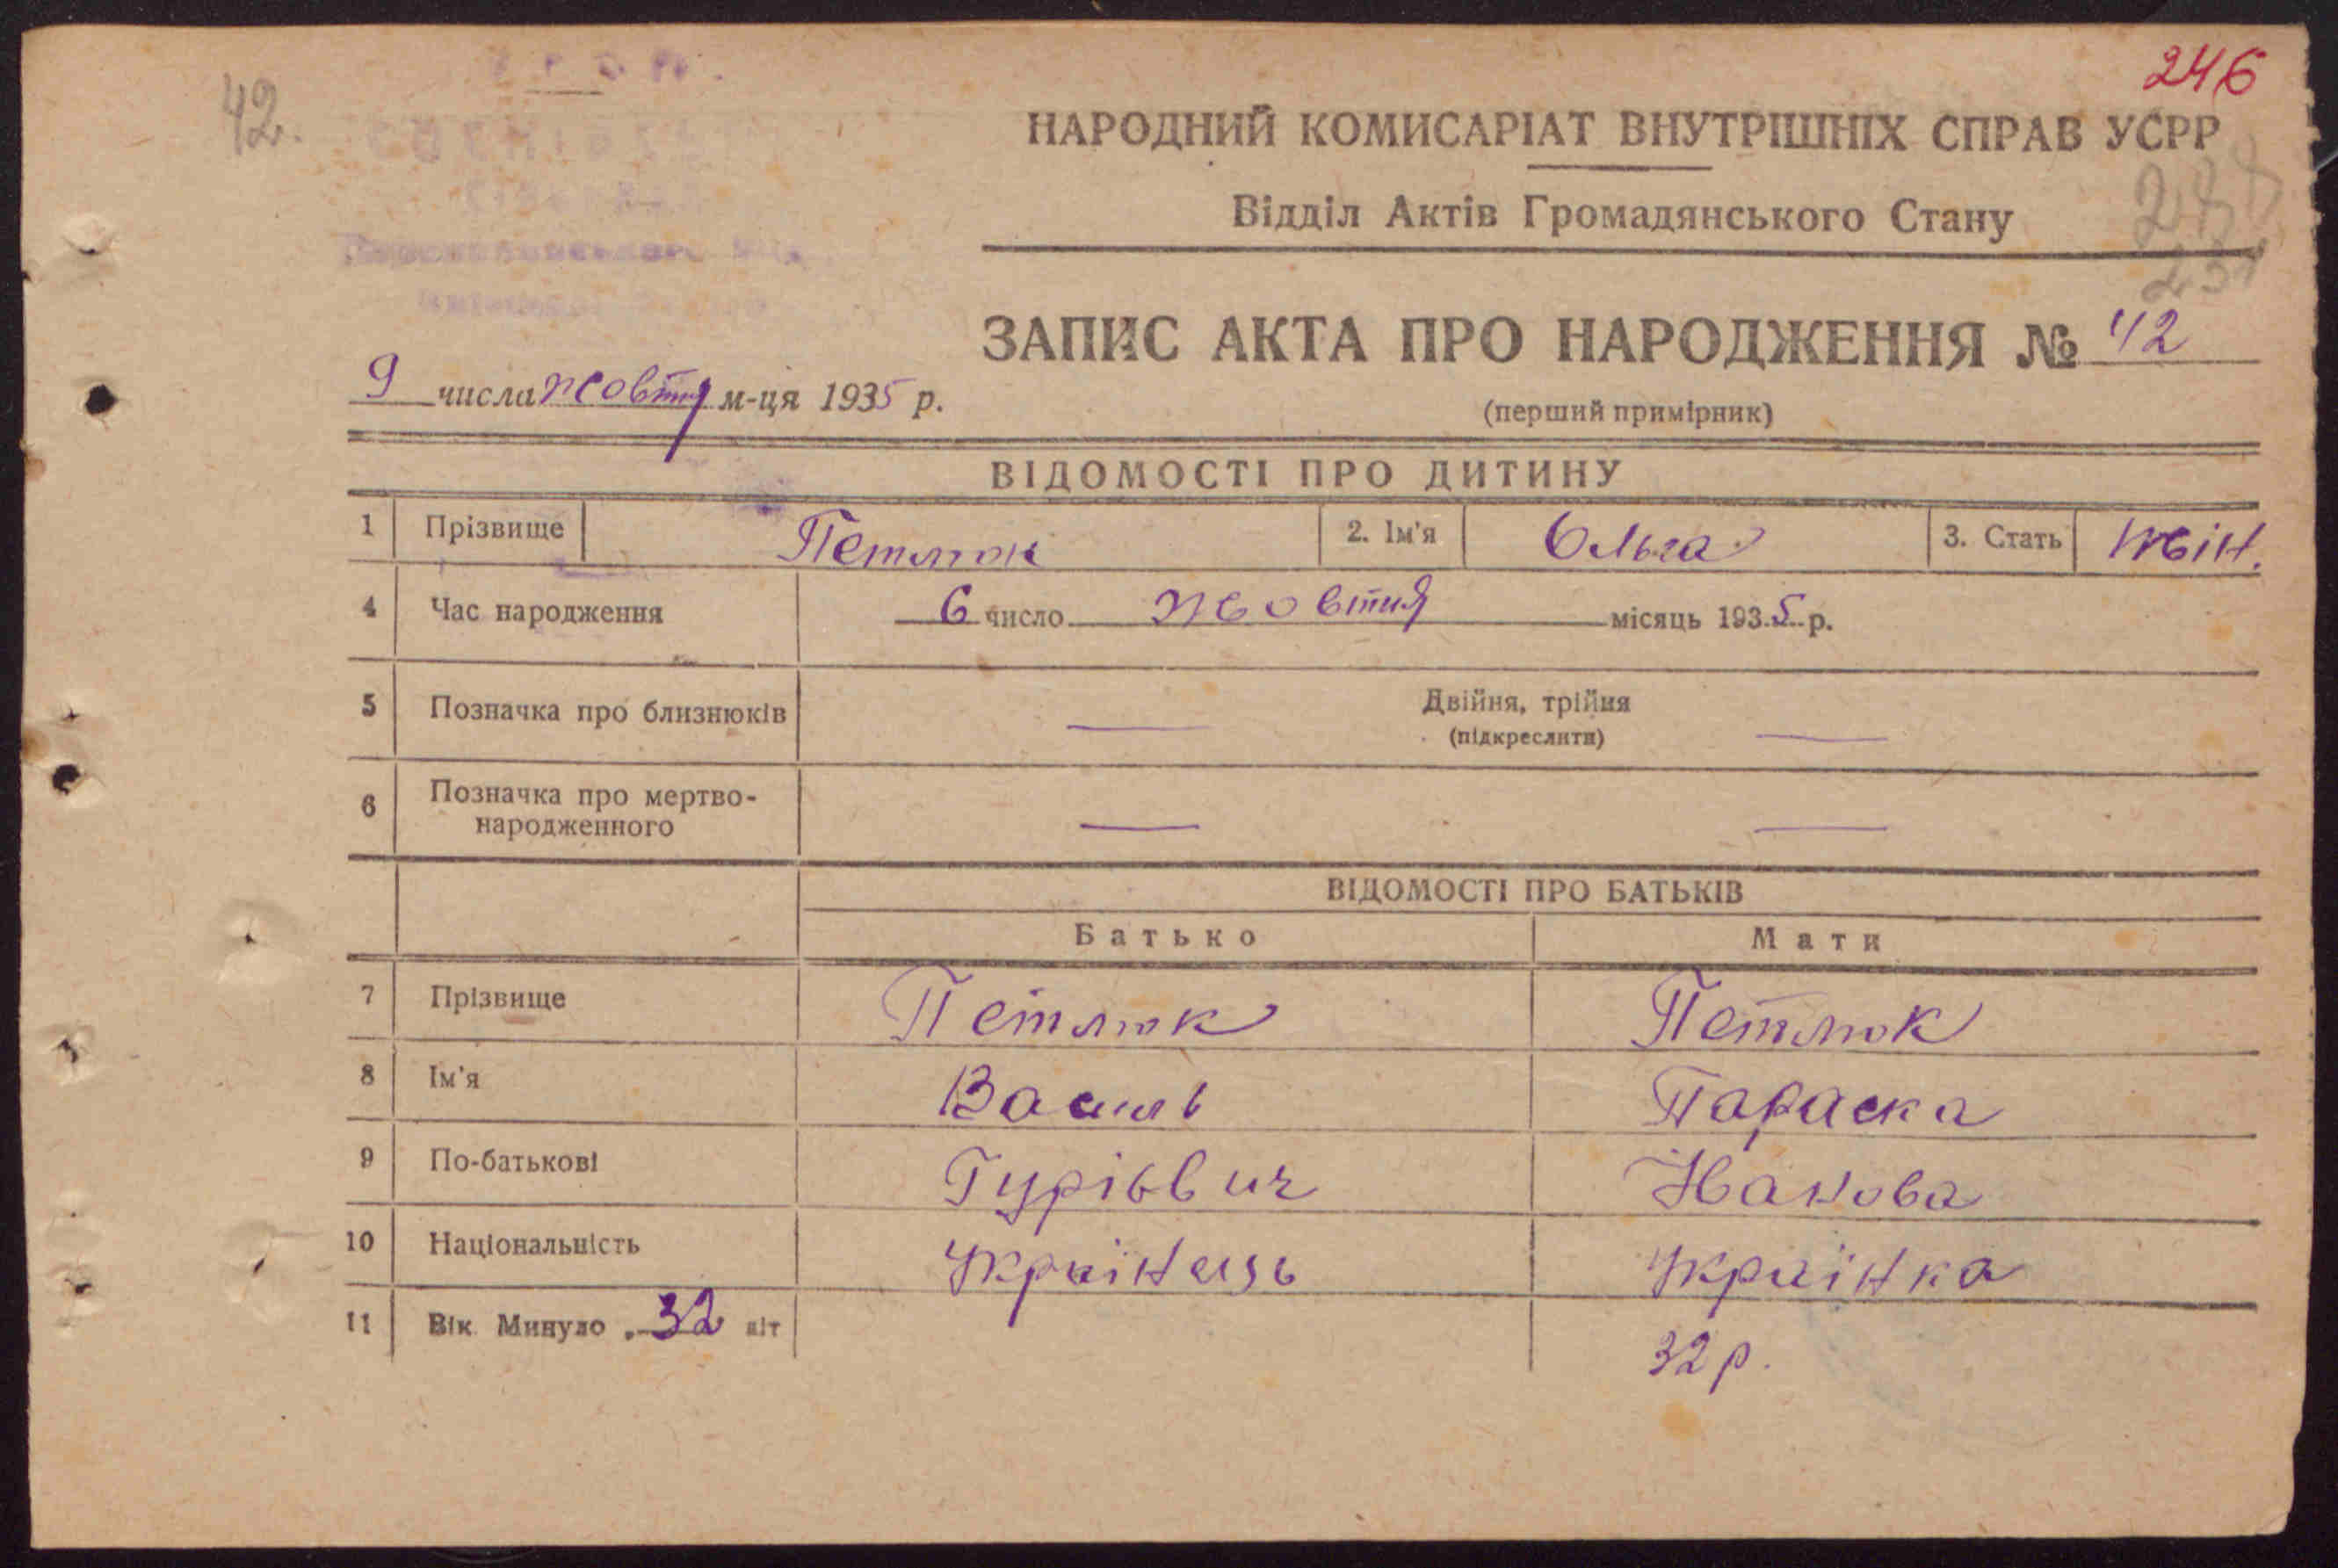 246
42.
НАРОДНИЙ КОМИСАРІАТ ВНУТРІШНІХ СПРАВ УСРР
Відділ Актів Громадянського Стану
ЗАПИС АКТА ПРО НАРОДЖЕННЯ № 42
9 числа жовтня м-ця 1935 р.
(перший примірник)
ВІДОМОСТІ ПРО ДИТИНУ
1 Прізвище Петлюк 2. Ім'я Ольга 3. Стать жін.
4 Час народження 6 число жовтня місяць 1935 р.
5 Позначка про близнюків — Двійня, трійня —
(підкреслити)
6 Позначка про мертво-
народженного — —
ВІДОМОСТІ ПРО БАТЬКІВ
Батько Мати
7 Прізвище Петлюк Петлюк
8 Ім'я Василь Параска
9 По-батькові Гурівич Іванова
10 Національність Українець Українка
11 Вік Минуло 32 літ 32 р.